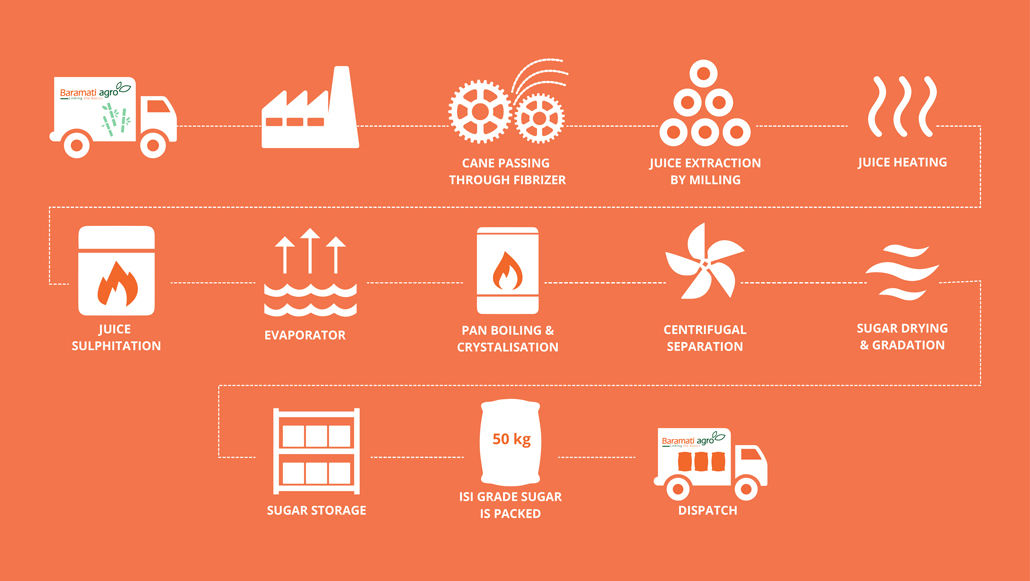 Baramati agro
CANE PASSING
THROUGH FIBRIZER
JUICE EXTRACTION
BY MILLING
JUICE HEATING
JUICE
SULPHITATION
EVAPORATOR
PAN BOILING &
CRYSTALISATION
CENTRIFUGAL
SEPARATION
SUGAR DRYING
& GRADATION
SUGAR STORAGE
50 kg
ISI GRADE SUGAR
IS PACKED
Baramati agro
DISPATCH